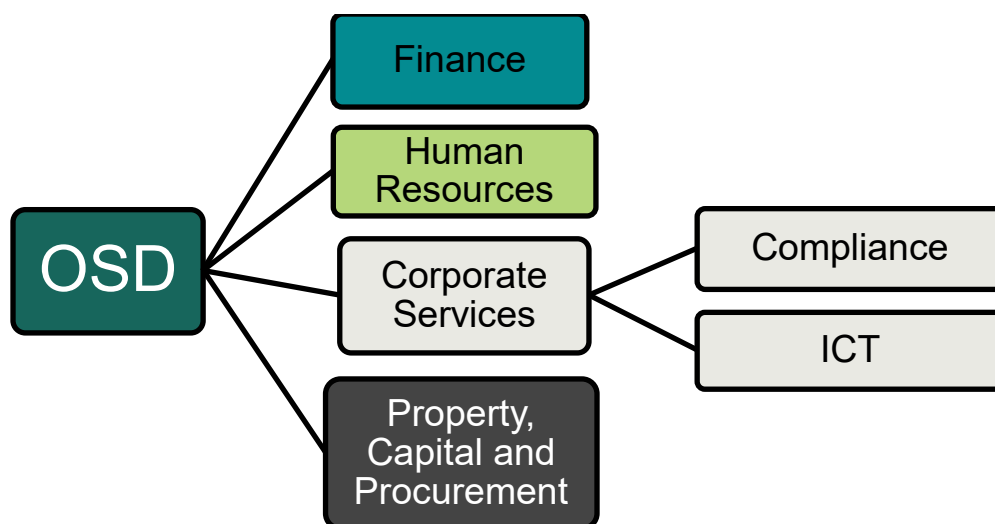 OSD
Finance
Human
Resources
Corporate
Services
Property,
Capital and
Procurement
Compliance
ICT